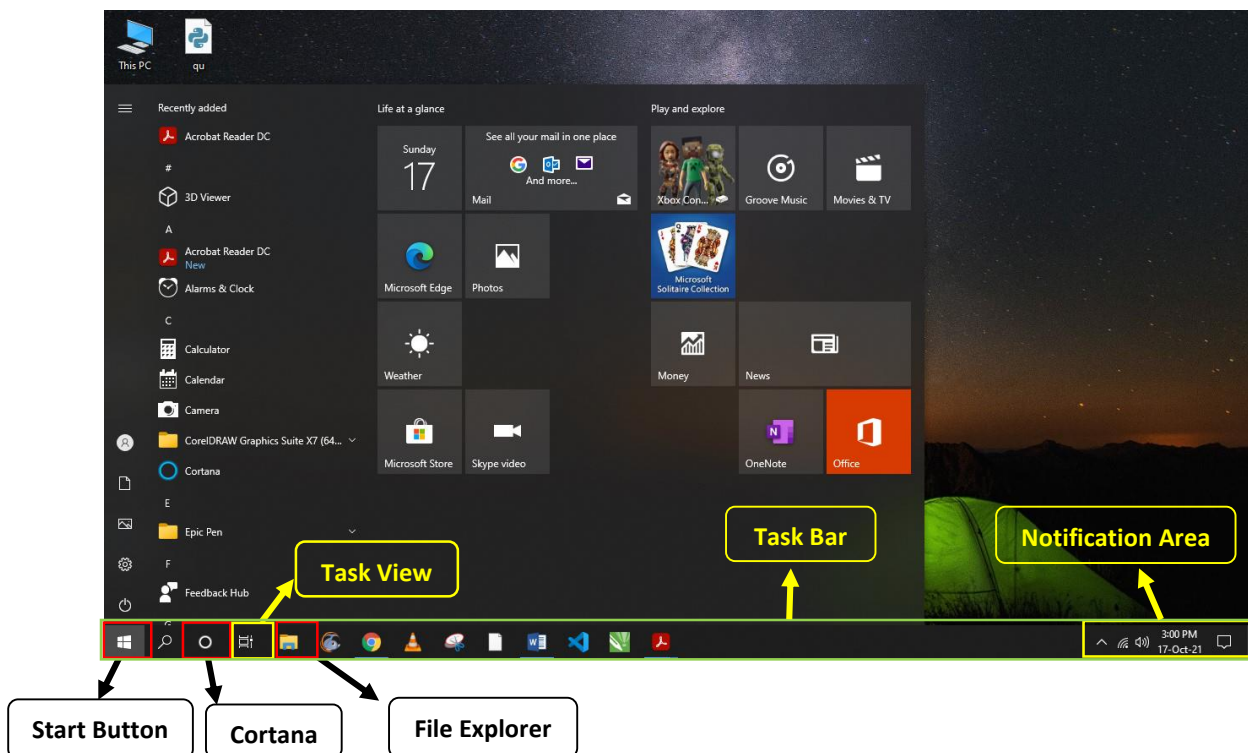 This PC
qu
Recently added
Acrobat Reader DC
#
3D Viewer
A
Acrobat Reader DC
New
Alarms & Clock
C
Calculator
Calendar
Camera
CorelDRAW Graphics Suite X7 (64...
Cortana
E
Epic Pen
F
Feedback Hub
Life at a glance
Sunday
17
See all your mail in one place
And more...
Mail
Microsoft Edge
Photos
Weather
Microsoft Store
Skype video
Play and explore
Xbox Con...
Groove Music
Movies & TV
Microsoft
Solitaire Collection
Money
News
OneNote
Office
Task View
Task Bar
Notification Area
3:00 PM
17-Oct-21
Start Button
Cortana
File Explorer